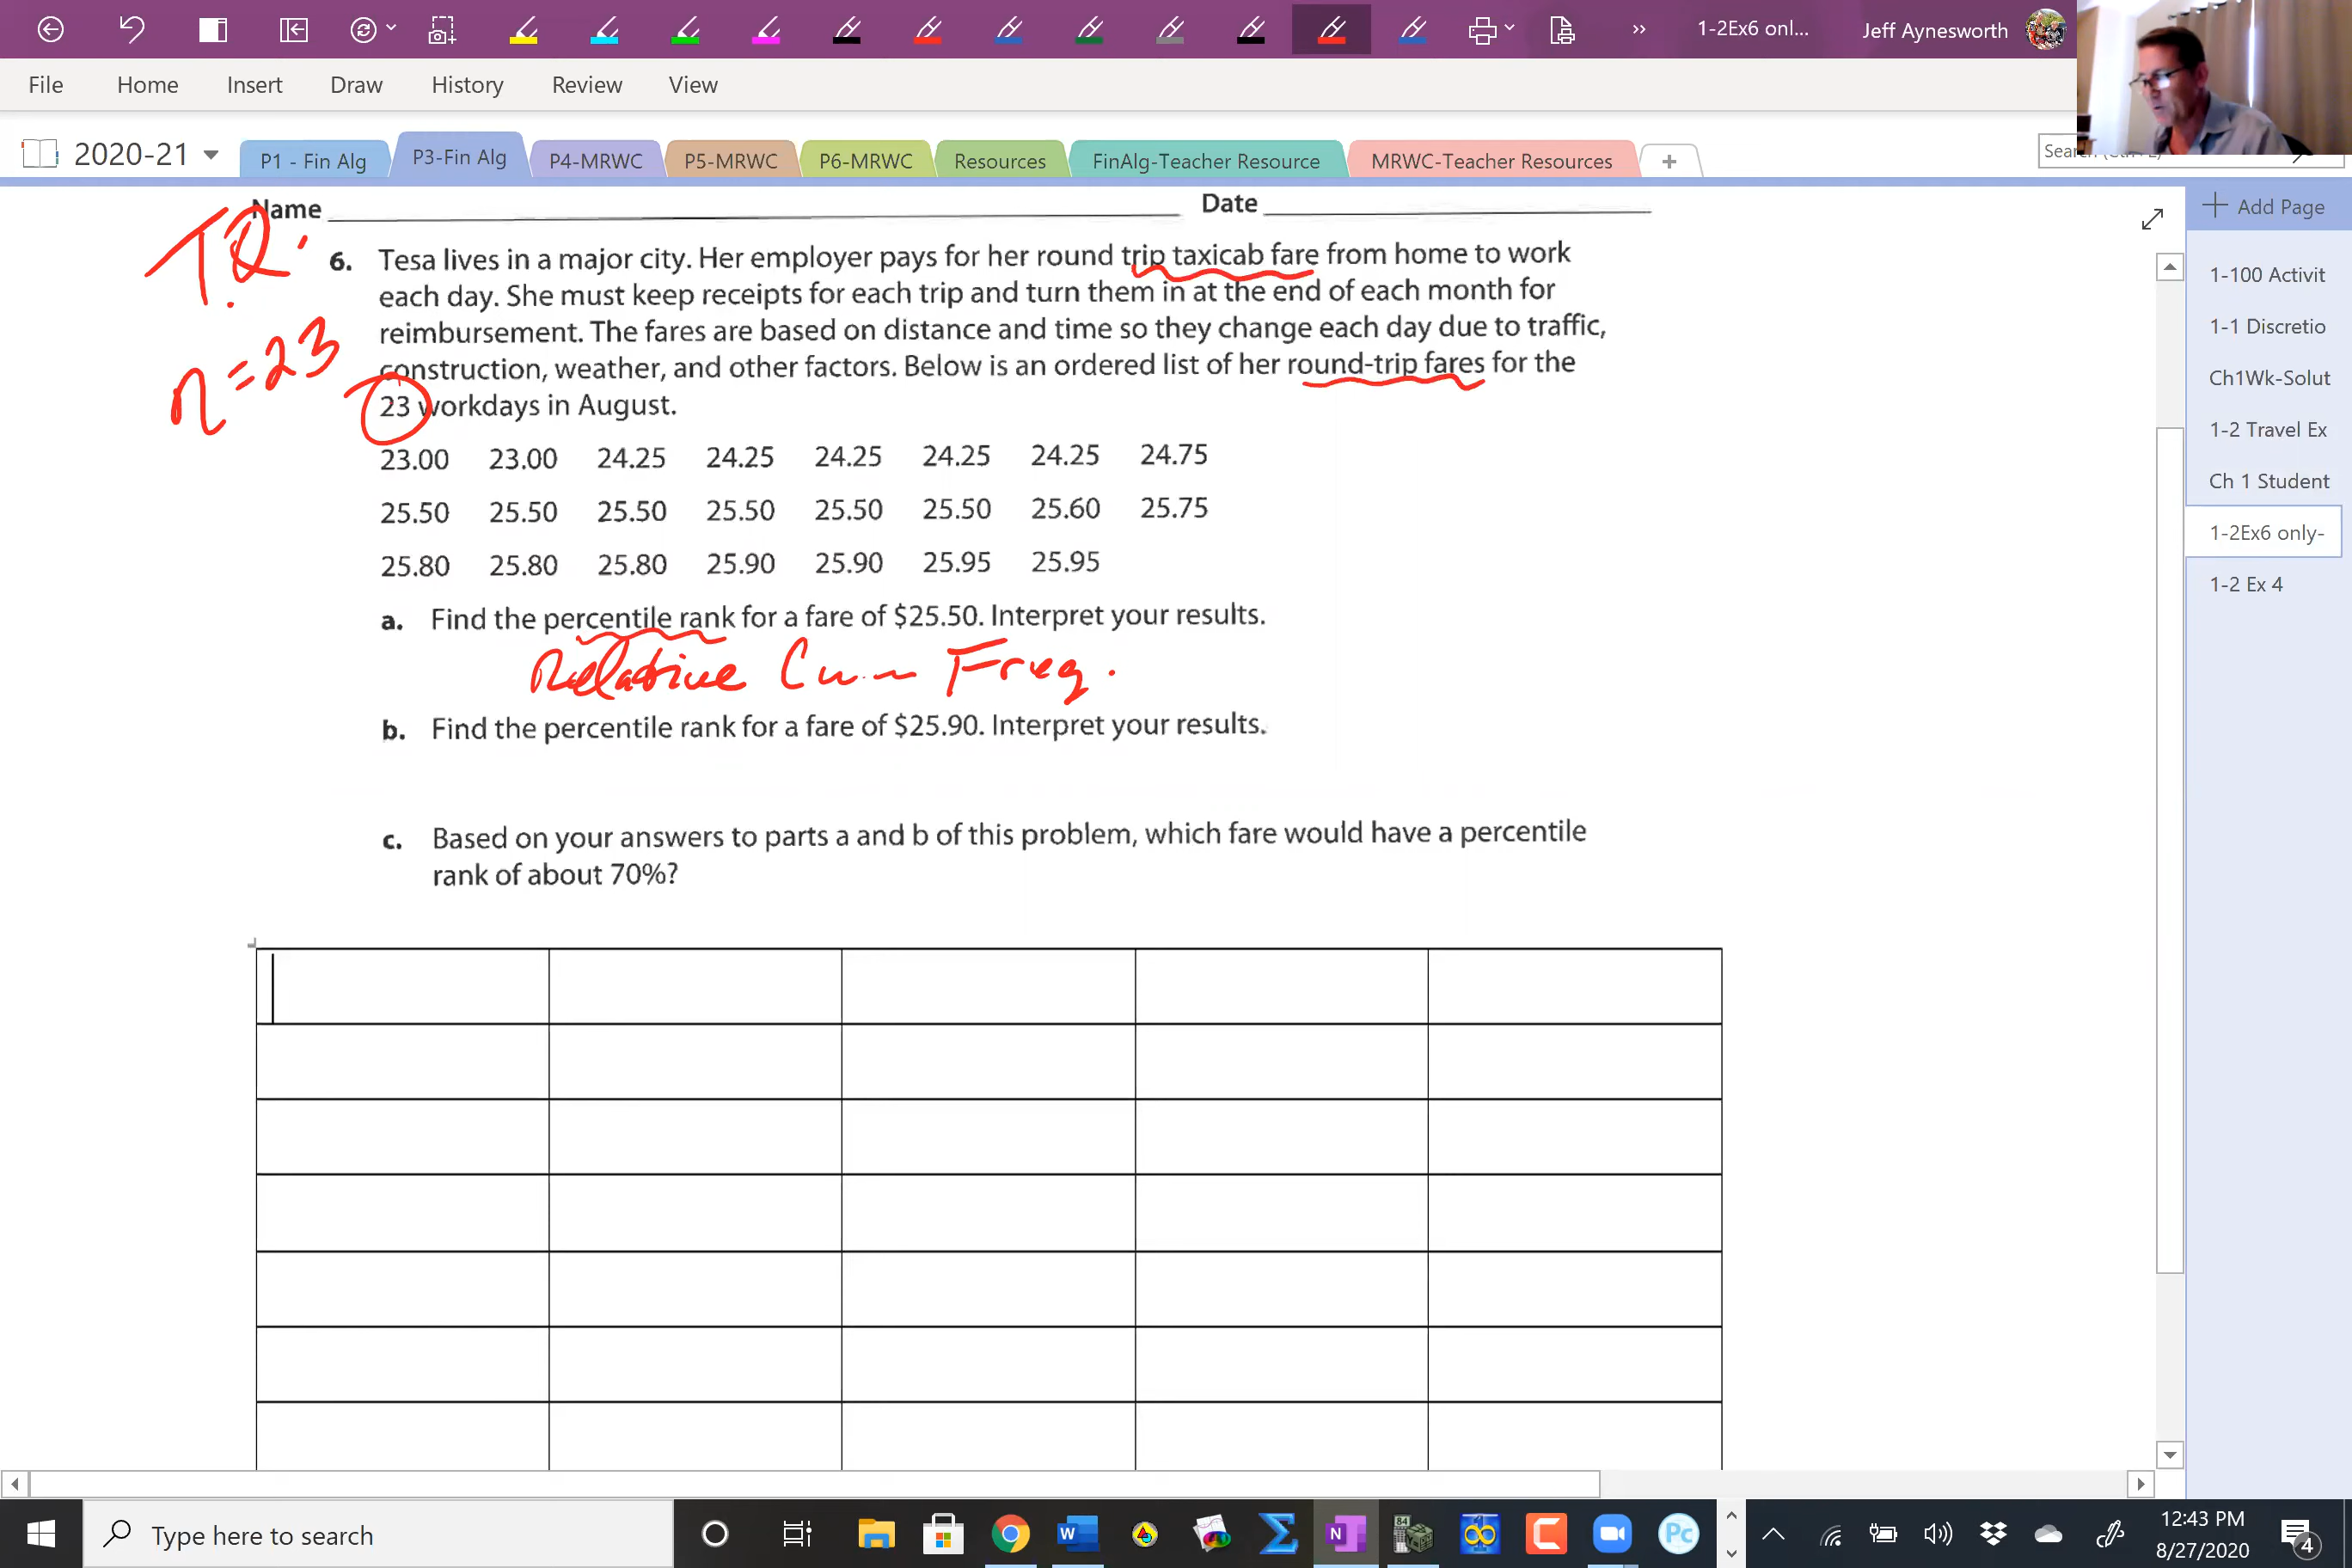 1-2Ex6 onl...
Jeff Aynesworth
File Home Insert Draw History Review View
2020-21
P1 - Fin Alg
P3-Fin Alg
P4-MRWC
P5-MRWC
P6-MRWC
Resources
FinAlg-Teacher Resource
MRWC-Teacher Resources
+
Add Page
1-100 Activit
1-1 Discretio
Ch1Wk-Solut
1-2 Travel Ex
Ch 1 Student
1-2Ex6 only-
1-2 Ex 4
Name Date
T.Q.
n=23
6. Tesa lives in a major city. Her employer pays for her round trip taxicab fare from home to work
each day. She must keep receipts for each trip and turn them in at the end of each month for
reimbursement. The fares are based on distance and time so they change each day due to traffic,
construction, weather, and other factors. Below is an ordered list of her round-trip fares for the
23 workdays in August.
23.00 23.00 24.25 24.25 24.25 24.25 24.25 24.75
25.50 25.50 25.50 25.50 25.50 25.50 25.60 25.75
25.80 25.80 25.80 25.90 25.90 25.95 25.95
a. Find the percentile rank for a fare of $25.50. Interpret your results.
Relative Cum Freq.
b. Find the percentile rank for a fare of $25.90. Interpret your results.
c. Based on your answers to parts a and b of this problem, which fare would have a percentile
rank of about 70%?
Type here to search
12:43 PM
8/27/2020
4